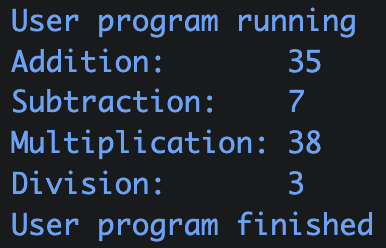 User program running
Addition:       35
Subtraction:    7
Multiplication: 38
Division:       3
User program finished